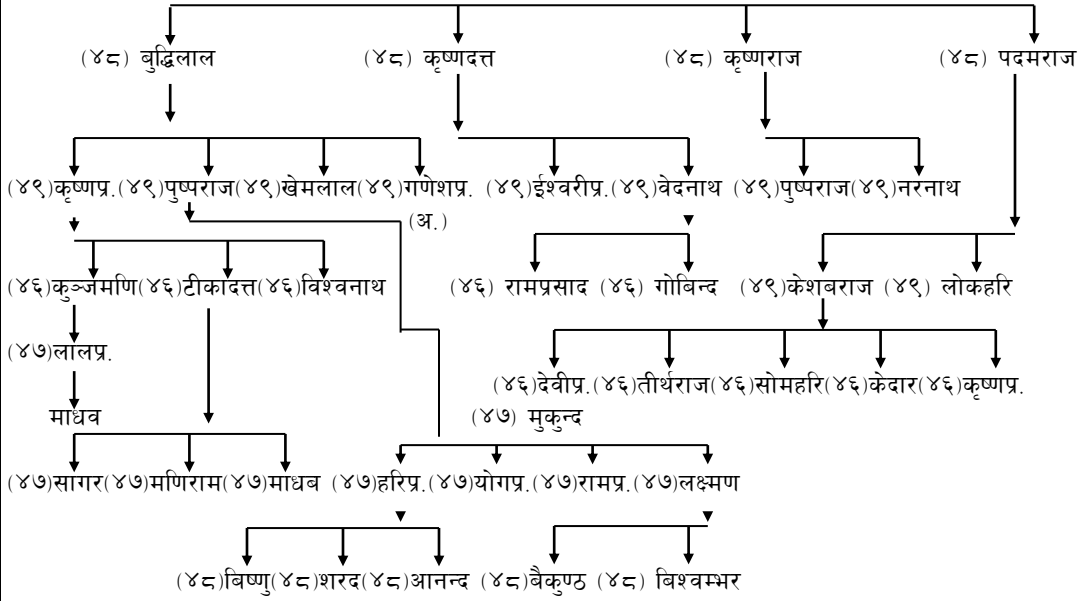 (४८) बुद्धिलाल (४८) कृष्णदत्त (४८) कृष्णराज (४८) पदमराज
(४९)कृष्णप्र.(४९)पुष्पराज(४९)खेमलाल(४९)गणेशप्र. (४९)ईश्वरीप्र.(४९)वेदनाथ (४९)पुष्पराज(४९)नरनाथ
(अ.)
(४६)कुञ्जमणि(४६)टीकादत्त(४६)विश्वनाथ (४६) रामप्रसाद (४६) गोबिन्द (४९)केशबराज (४९) लोकहरि
(४७)लालप्र.
(४६)देवीप्र.(४६)तीर्थराज(४६)सोमहरि(४६)केदार(४६)कृष्णप्र.
माधव (४७) मुकुन्द
(४७)सागर(४७)मणिराम(४७)माधब (४७)हरिप्र.(४७)योगप्र.(४७)रामप्र.(४७)लक्ष्मण
(४८)बिष्णु(४८)शरद(४८)आनन्द (४८)बैकुण्ठ (४८) बिश्वम्भर